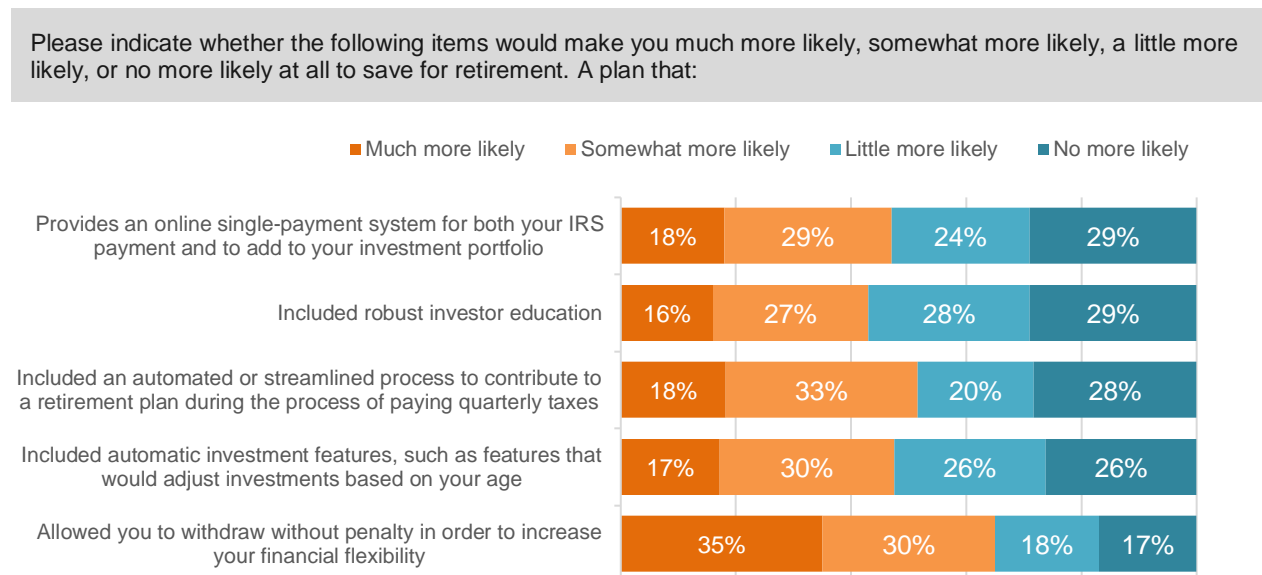 Please indicate whether the following items would make you much more likely, somewhat more likely, a little more
likely, or no more likely at all to save for retirement. A plan that:
Much more likely Somewhat more likely Little more likely No more likely
Provides an online single-payment system for both your IRS
payment and to add to your investment portfolio
18% 29% 24% 29%
Included robust investor education
16% 27% 28% 29%
Included an automated or streamlined process to contribute to
a retirement plan during the process of paying quarterly taxes
18% 33% 20% 28%
Included automatic investment features, such as features that
would adjust investments based on your age
17% 30% 26% 26%
Allowed you to withdraw without penalty in order to increase
your financial flexibility
35% 30% 18% 17%